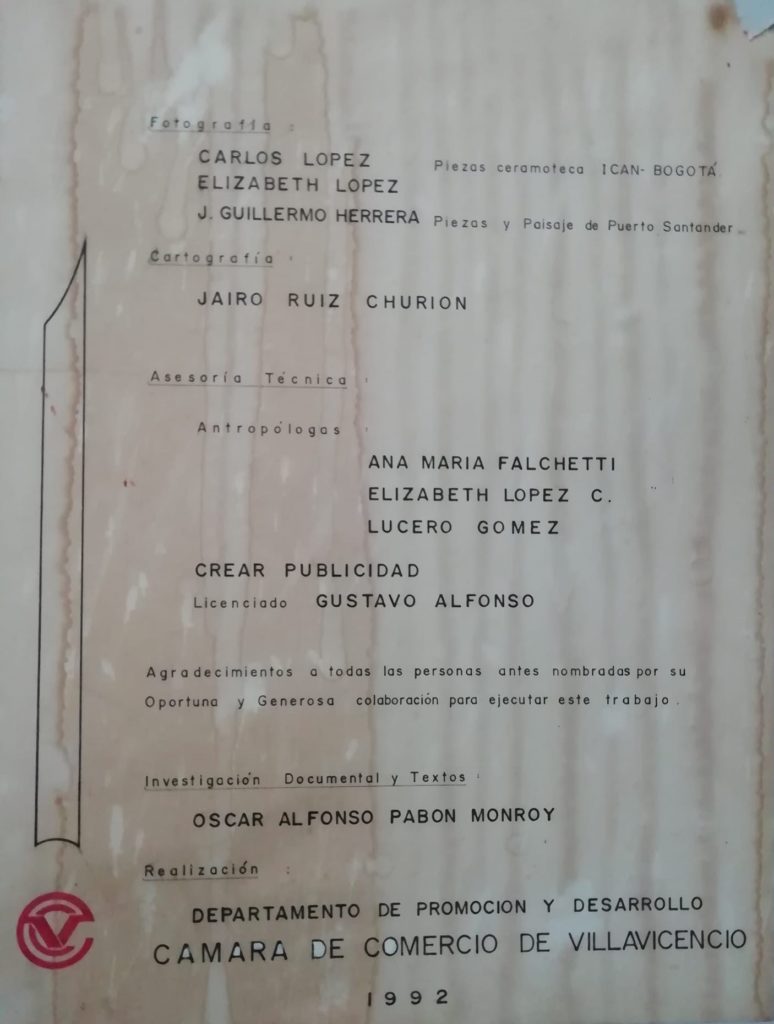 Fotografía :
CARLOS LOPEZ Piezas ceramoteca ICAN- BOGOTÁ
ELIZABETH LOPEZ
J. GUILLERMO HERRERA Piezas y Paisaje de Puerto Santander
Cartografía :
JAIRO RUIZ CHURION
Asesoría Técnica :
Antropólogas :
ANA MARIA FALCHETTI
ELIZABETH LOPEZ C.
LUCERO GOMEZ
CREAR PUBLICIDAD
Licenciado GUSTAVO ALFONSO
Agradecimientos a todas las personas antes nombradas por su
Oportuna y Generosa colaboración para ejecutar este trabajo.
Investigación Documental y Textos :
OSCAR ALFONSO PABON MONROY
Realización :
DEPARTAMENTO DE PROMOCION Y DESARROLLO
CAMARA DE COMERCIO DE VILLAVICENCIO
1992